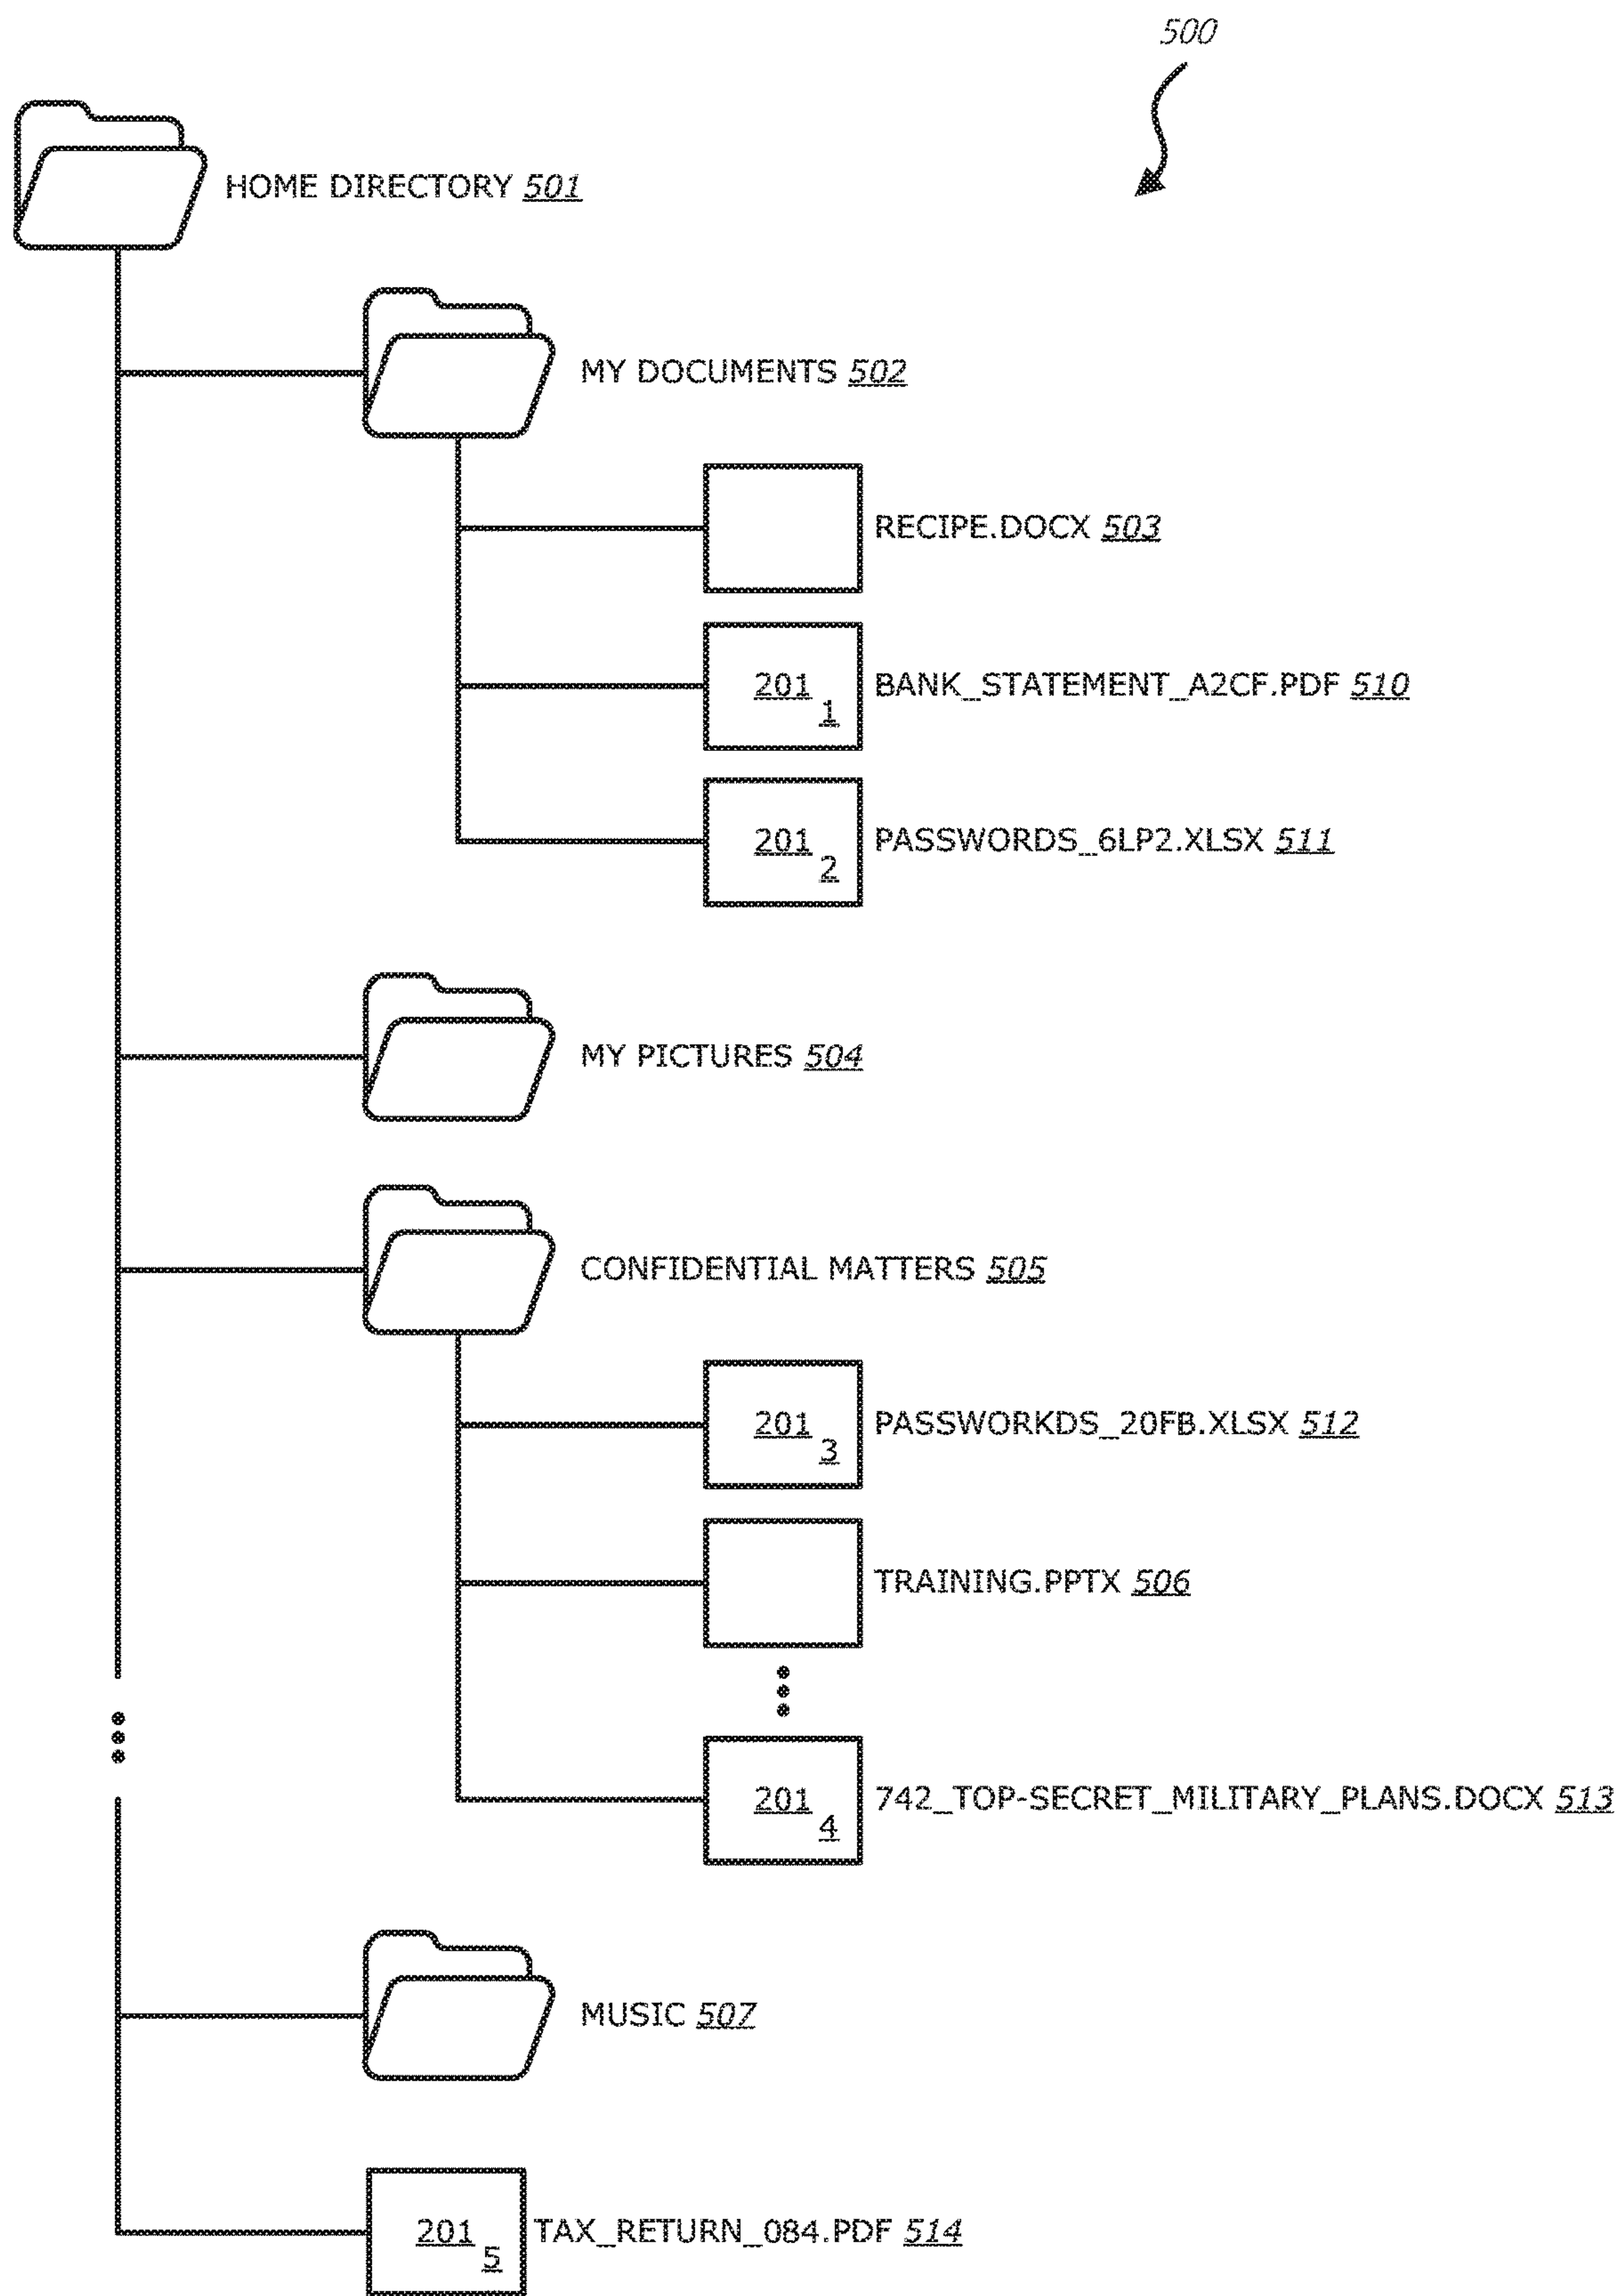 500
HOME DIRECTORY 501
MY DOCUMENTS 502
RECIPE.DOCX 503
201 1 BANK_STATEMENT_A2CF.PDF 510
201 2 PASSWORDS_6LP2.XLSX 511
MY PICTURES 504
CONFIDENTIAL MATTERS 505
201 3 PASSWORKDS_20FB.XLSX 512
TRAINING.PPTX 506
201 4 742_TOP-SECRET_MILITARY_PLANS.DOCX 513
MUSIC 507
201 5 TAX_RETURN_084.PDF 514